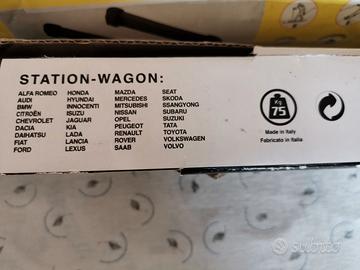 STATION-WAGON:
ALFA ROMEO HONDA MAZDA SEAT
AUDI HYUNDAI MERCEDES SKODA
BMW INNOCENTI MITSUBISHI SSANGYONG
CITROËN ISUZU NISSAN SUBARU
CHEVROLET JAGUAR OPEL SUZUKI
DACIA KIA PEUGEOT TATA
DAIHATSU LADA RENAULT TOYOTA
FIAT LANCIA ROVER VOLKSWAGEN
FORD LEXUS SAAB VOLVO
Kg
75
Made in Italy
Fabricado in Italia
Subito